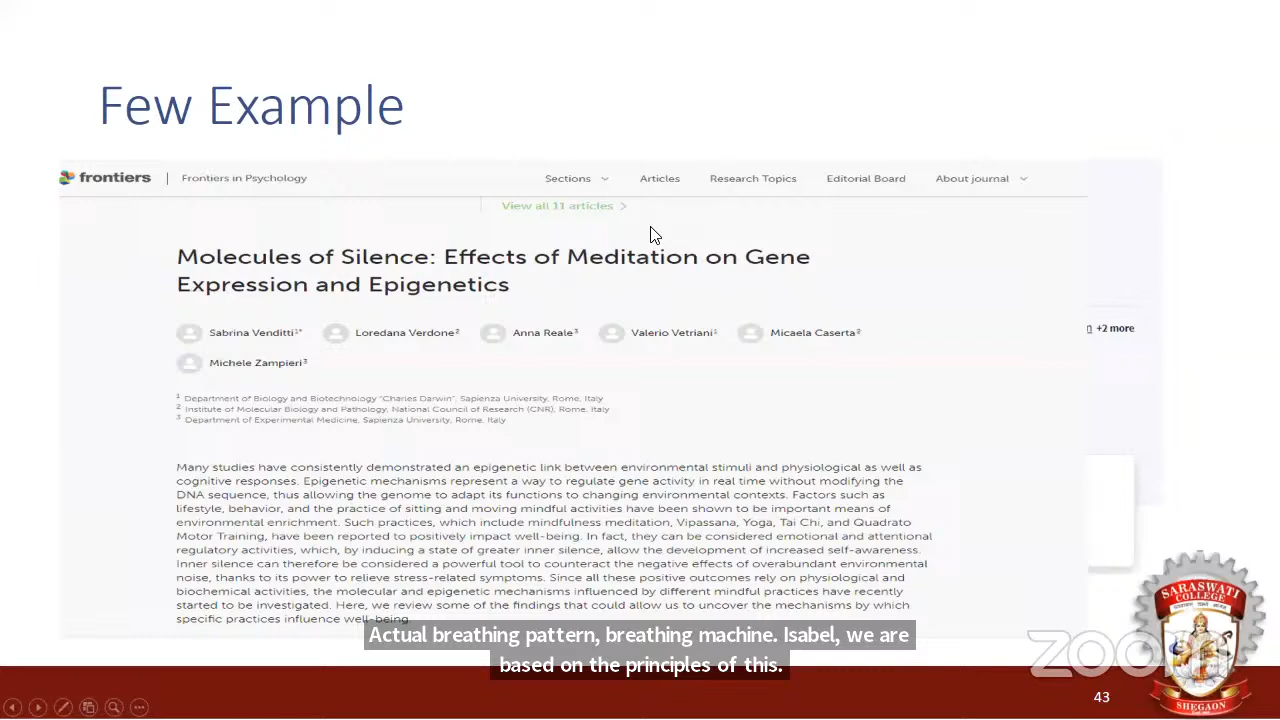 Few Example
frontiers | Frontiers in Psychology Sections Articles Research Topics Editorial Board About journal
View all 11 articles >
Molecules of Silence: Effects of Meditation on Gene
Expression and Epigenetics
Sabrina Venditti1* Loredana Verdone2 Anna Reale3 Valerio Vetriani1 Micaela Caserta2
+2 more
Michele Zampieri3
1 Department of Biology and Biotechnology "Charles Darwin", Sapienza University, Rome, Italy
2 Institute of Molecular Biology and Pathology, National Council of Research (CNR), Rome, Italy
3 Department of Experimental Medicine, Sapienza University, Rome, Italy
Many studies have consistently demonstrated an epigenetic link between environmental stimuli and physiological as well as
cognitive responses. Epigenetic mechanisms represent a way to regulate gene activity in real time without modifying the
DNA sequence, thus allowing the genome to adapt its functions to changing environmental contexts. Factors such as
lifestyle, behavior, and the practice of sitting and moving mindful activities have been shown to be important means of
environmental enrichment. Such practices, which include mindfulness meditation, Vipassana, Yoga, Tai Chi, and Quadrato
Motor Training, have been reported to positively impact well-being. In fact, they can be considered emotional and attentional
regulatory activities, which, by inducing a state of greater inner silence, allow the development of increased self-awareness.
Inner silence can therefore be considered a powerful tool to counteract the negative effects of overabundant environmental
noise, thanks to its power to relieve stress-related symptoms. Since all these positive outcomes rely on physiological and
biochemical activities, the molecular and epigenetic mechanisms influenced by different mindful practices have recently
started to be investigated. Here, we review some of the findings that could allow us to uncover the mechanisms by which
specific practices influence well-being.
Actual breathing pattern, breathing machine. Isabel, we are
based on the principles of this.
zoom
43
SARASWATI
COLLEGE
SHEGAON